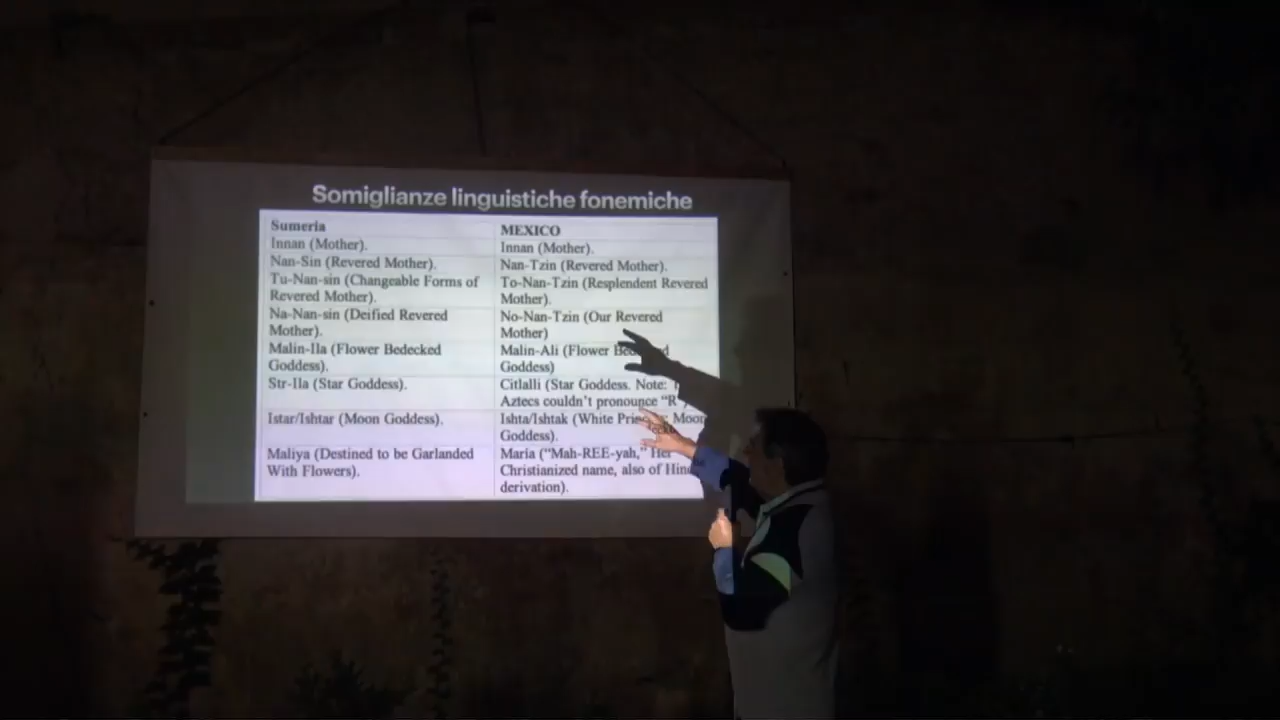 Somiglianze linguistiche fonemiche
Sumeria
MEXICO
Innan (Mother).
Innan (Mother).
Nan-Sin (Revered Mother).
Nan-Tzin (Revered Mother).
Tu-Nan-sin (Changeable Forms of
Revered Mother).
To-Nan-Tzin (Resplendent Revered
Mother).
Na-Nan-sin (Deified Revered
Mother).
No-Nan-Tzin (Our Revered
Mother)
Malin-Ila (Flower Bedecked
Goddess).
Malin-Ali (Flower
Goddess)
Str-Ila (Star Goddess).
Citlalli (Star Goddess. Note:
Aztecs couldn't pronounce “R”
Istar/Ishtar (Moon Goddess).
Ishta/Ishtak (White Moon
Goddess).
Maliya (Destined to be Garlanded
With Flowers).
María (“Mah-REE-yah,” Her
Christianized name, also of
derivation).